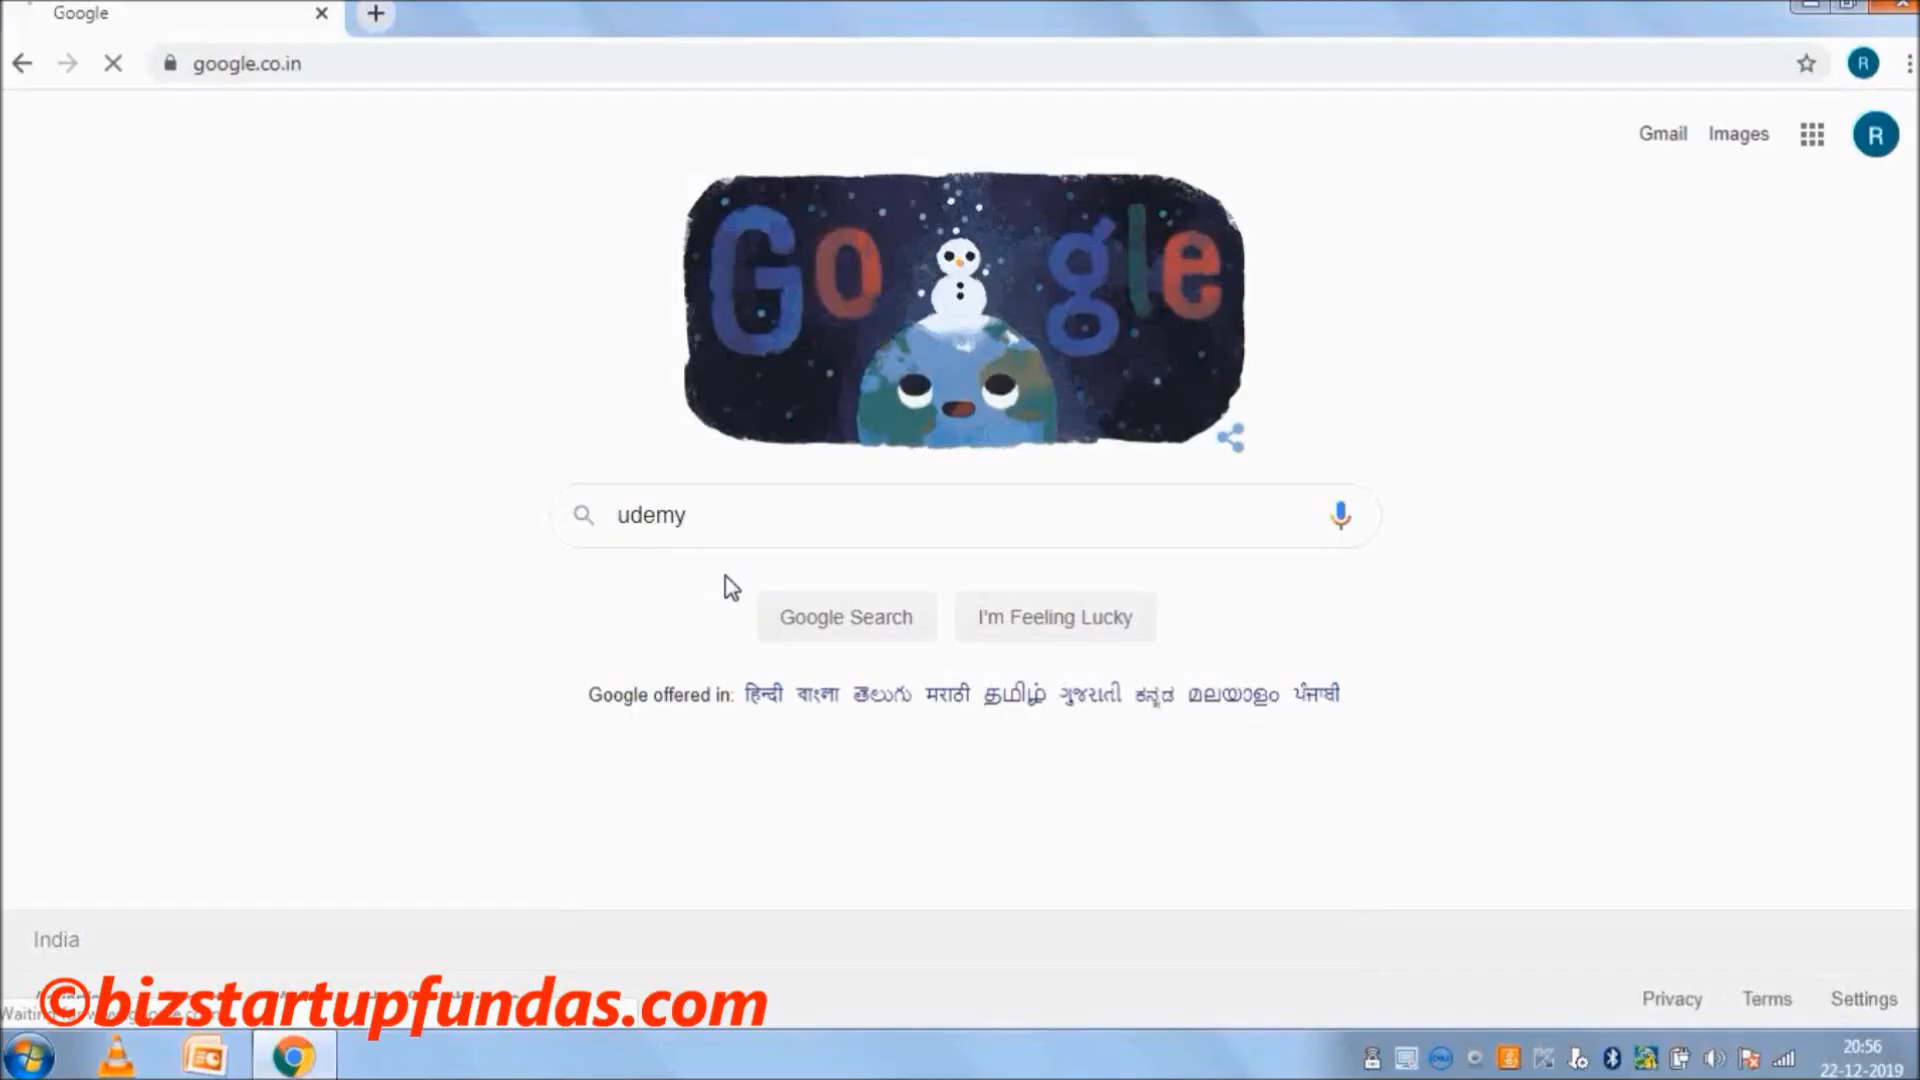 Google
google.co.in
Gmail Images
R
R
Google
udemy
Google Search I'm Feeling Lucky
Google offered in: हिन्दी বাংলা తెలుగు मराठी தமிழ் ગુજરાતી ಕನ್ನಡ മലയാളം ਪੰਜਾਬੀ
India
©bizstartupfundas.com
Privacy Terms Settings
20:56
22-12-2019